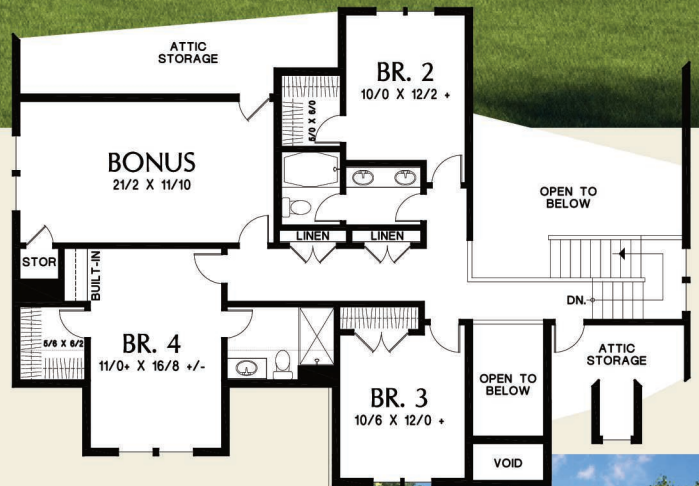 ATTIC
STORAGE
BR. 2
10/0 X 12/2 +
5/0 X 6/0
BONUS
21/2 X 11/10
OPEN TO
BELOW
LINEN
LINEN
STOR
BUILT-IN
DN.
5/6 X 6/2
BR. 4
11/0+ X 16/8 +/-
BR. 3
10/6 X 12/0 +
OPEN TO
BELOW
ATTIC
STORAGE
VOID